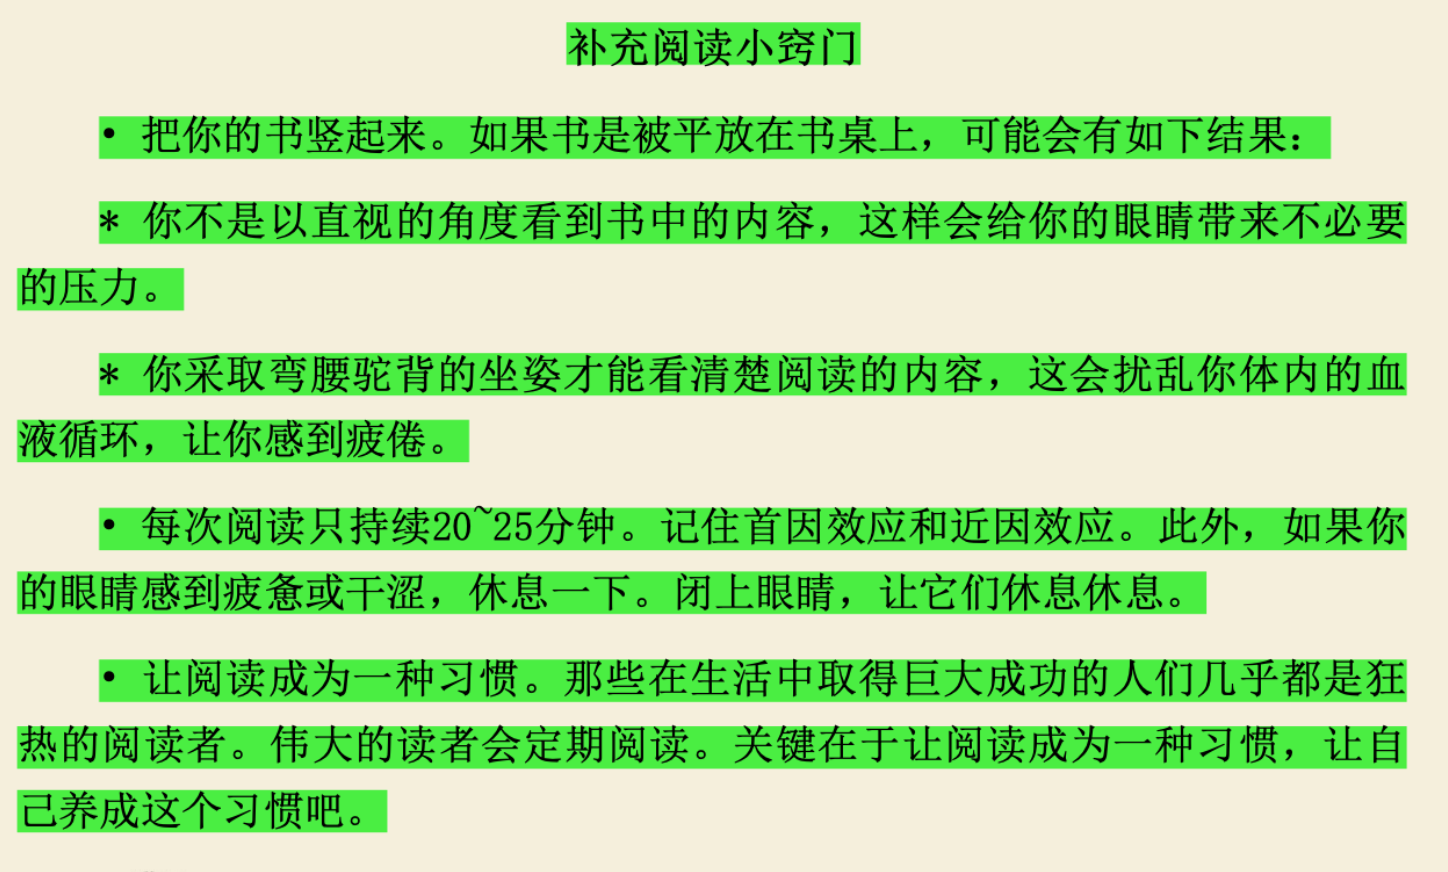 补充阅读小窍门
• 把你的书竖起来。如果书是被平放在书桌上，可能会有如下结果：
* 你不是以直视的角度看到书中的内容，这样会给你的眼睛带来不必要
的压力。
* 你采取弯腰驼背的坐姿才能看清楚阅读的内容，这会扰乱你体内的血
液循环，让你感到疲倦。
• 每次阅读只持续20~25分钟。记住首因效应和近因效应。此外，如果你
的眼睛感到疲惫或干涩，休息一下。闭上眼睛，让它们休息休息。
• 让阅读成为一种习惯。那些在生活中取得巨大成功的人们几乎都是狂
热的阅读者。伟大的读者会定期阅读。关键在于让阅读成为一种习惯，让自
己养成这个习惯吧。